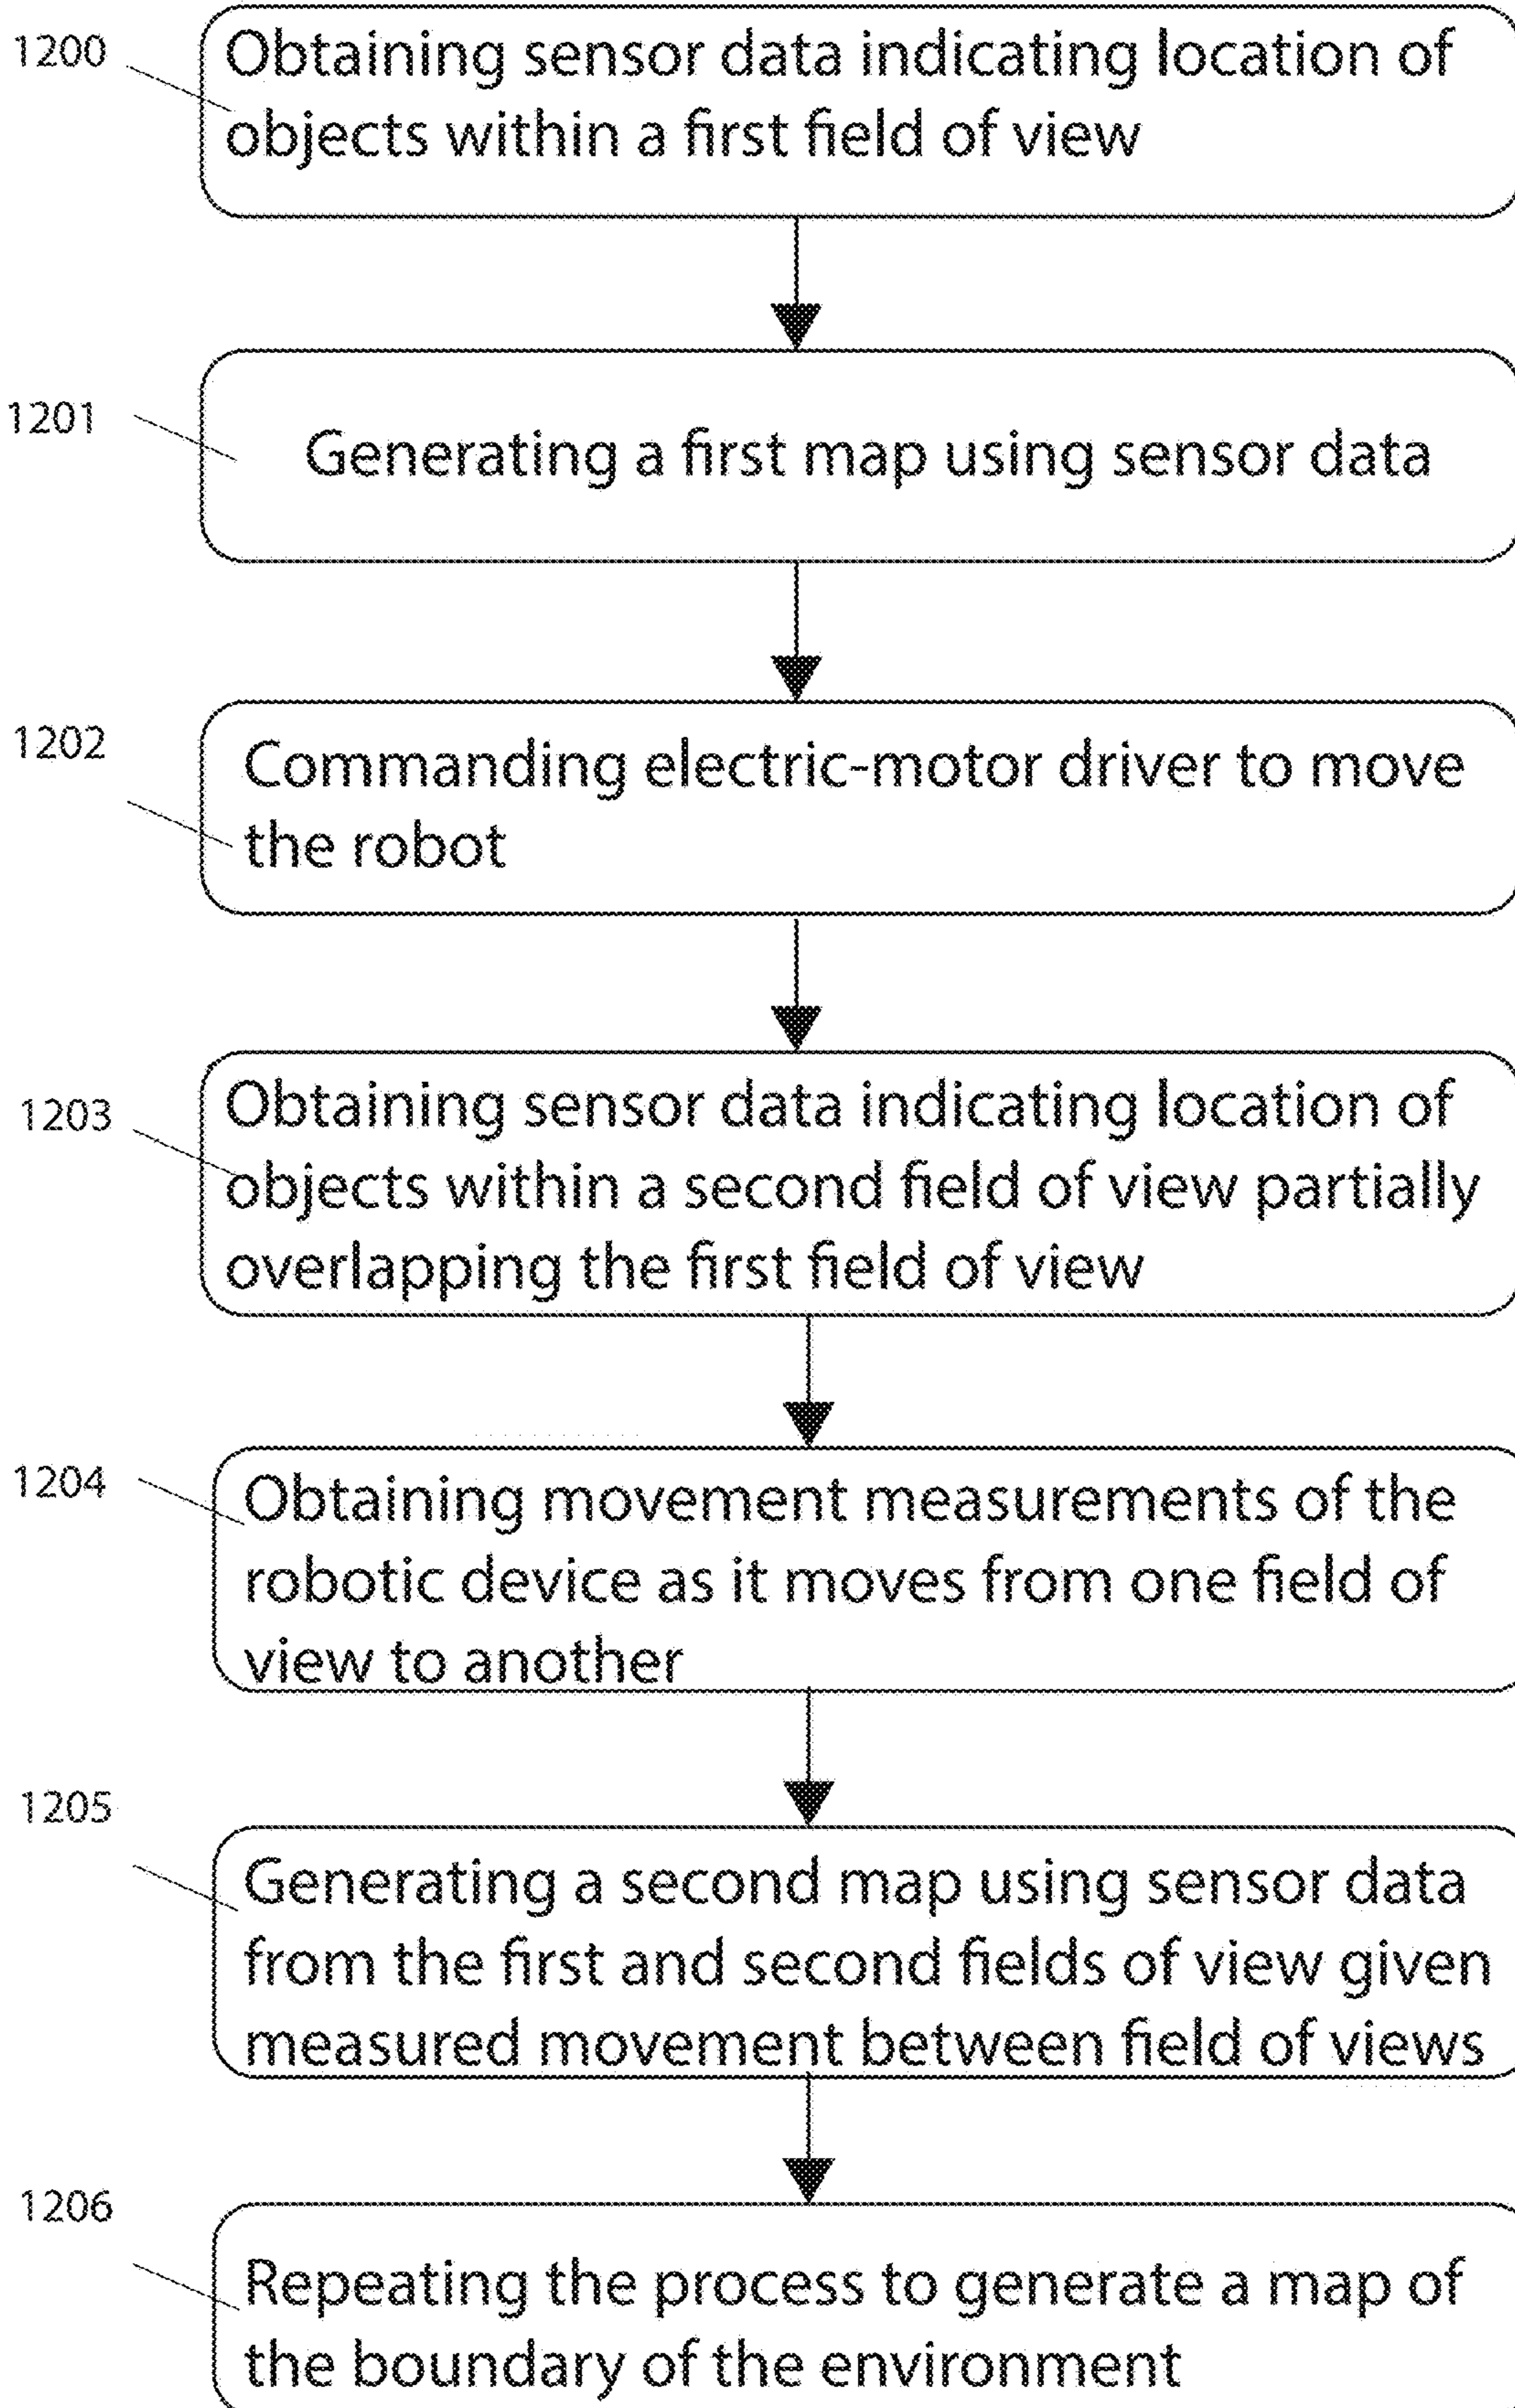 1200
Obtaining sensor data indicating location of
objects within a first field of view
1201
Generating a first map using sensor data
1202
Commanding electric-motor driver to move
the robot
1203
Obtaining sensor data indicating location of
objects within a second field of view partially
overlapping the first field of view
1204
Obtaining movement measurements of the
robotic device as it moves from one field of
view to another
1205
Generating a second map using sensor data
from the first and second fields of view given
measured movement between field of views
1206
Repeating the process to generate a map of
the boundary of the environment